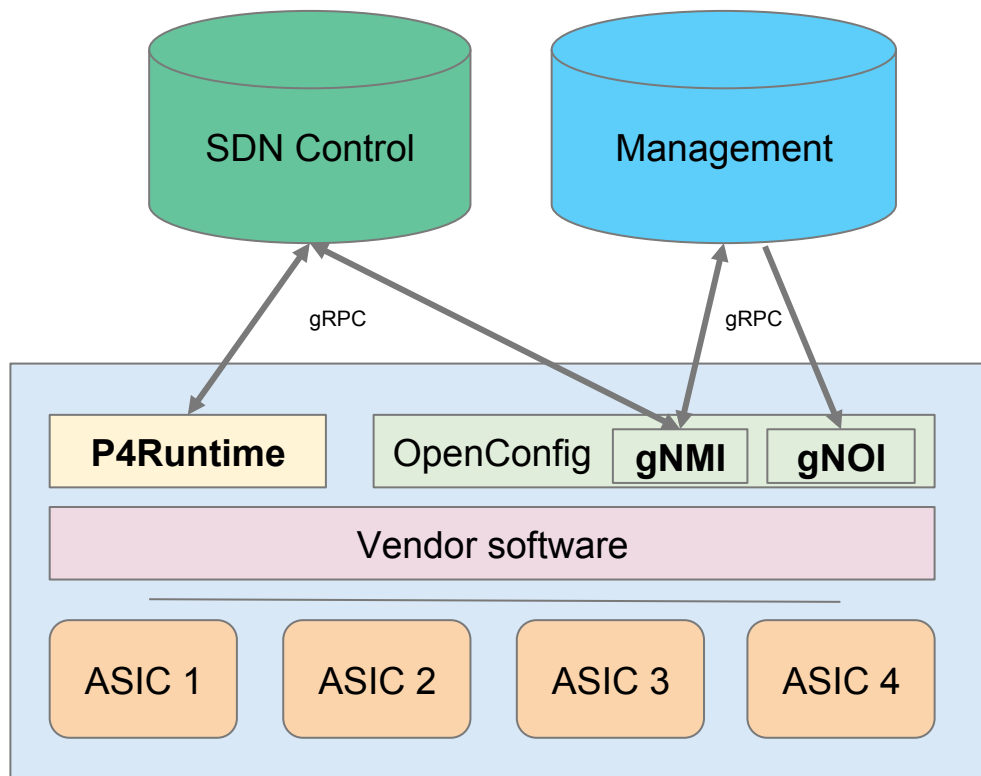 SDN Control
Management
gRPC
gRPC
P4Runtime
OpenConfig
gNMI
gNOI
Vendor software
ASIC 1
ASIC 2
ASIC 3
ASIC 4